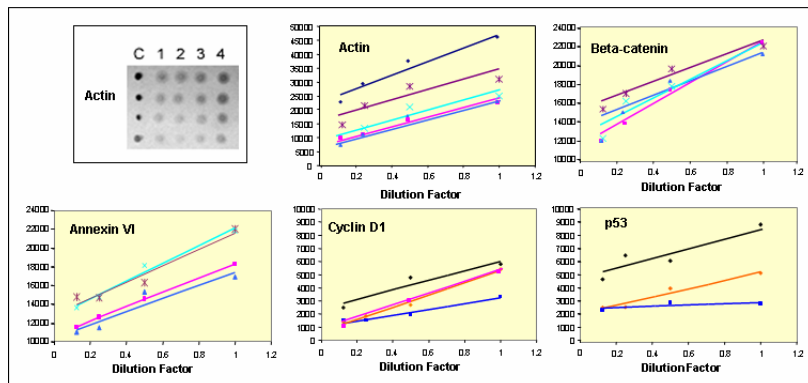 C 1 2 3 4
Actin
Actin
50000
45000
40000
35000
30000
25000
20000
15000
10000
5000
0
0 0.2 0.4 0.6 0.8 1 1.2
Dilution Factor
Beta-catenin
24000
22000
20000
18000
16000
14000
12000
10000
0 0.2 0.4 0.6 0.8 1 1.2
Dilution Factor
Annexin VI
24000
22000
20000
18000
16000
14000
12000
10000
0 0.2 0.4 0.6 0.8 1 1.2
Dilution Factor
Cyclin D1
10000
9000
8000
7000
6000
5000
4000
3000
2000
1000
0
0 0.2 0.4 0.6 0.8 1 1.2
Dilution Factor
p53
10000
9000
8000
7000
6000
5000
4000
3000
2000
1000
0
0 0.2 0.4 0.6 0.8 1 1.2
Dilution Factor